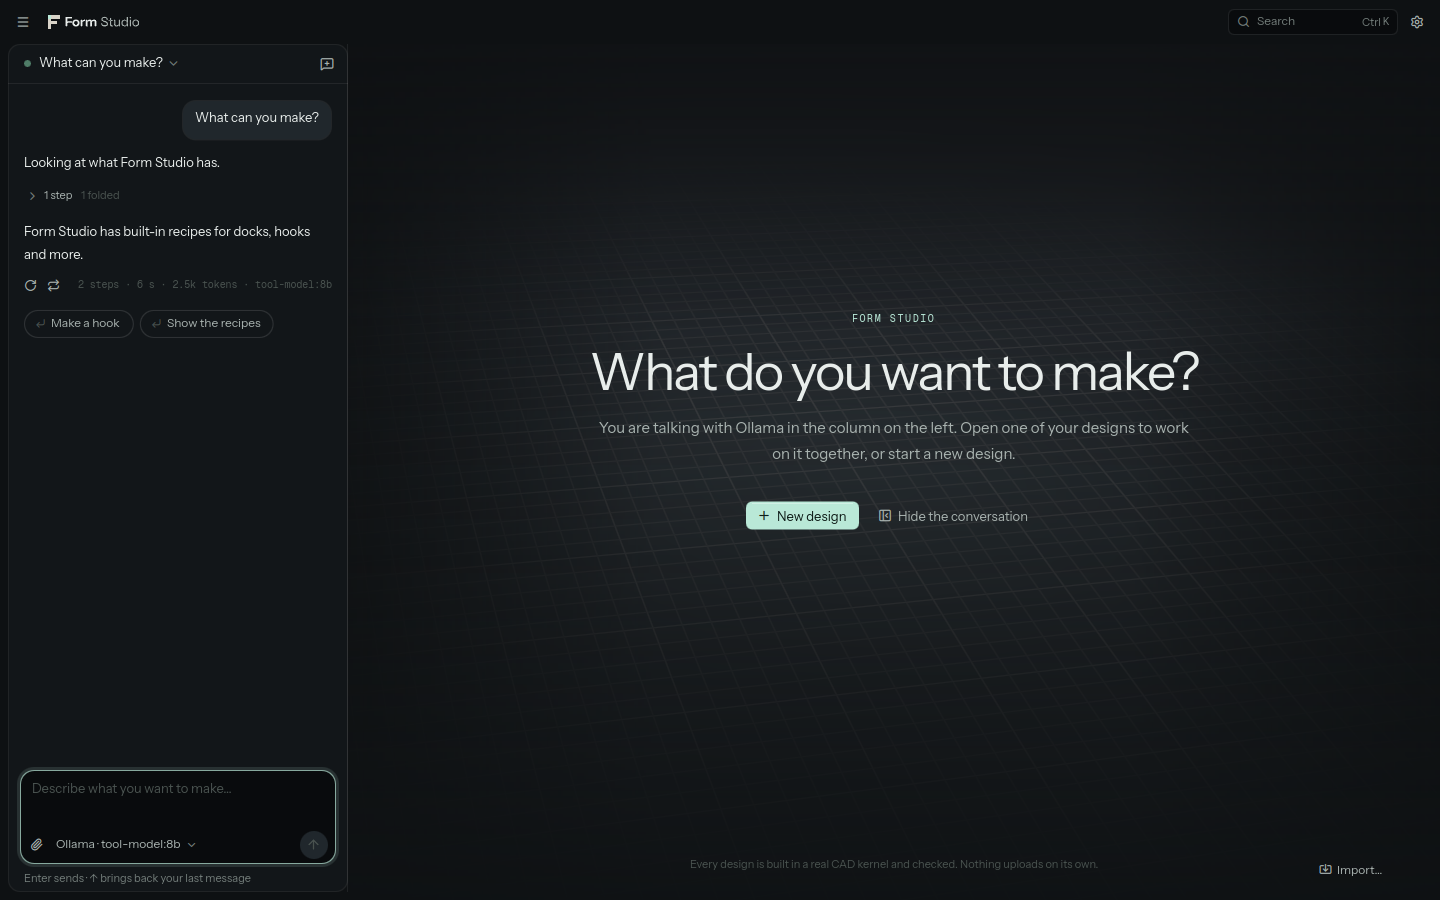 Form Studio
Search
Ctrl K
What can you make?
What can you make?
Looking at what Form Studio has.
1 step 1 folded
Form Studio has built-in recipes for docks, hooks
and more.
2 steps · 6 s · 2.5k tokens · tool-model:8b
Make a hook
Show the recipes
Describe what you want to make...
Ollama · tool-model:8b
Enter sends · ↑ brings back your last message
FORM STUDIO
What do you want to make?
You are talking with Ollama in the column on the left. Open one of your designs to work
on it together, or start a new design.
New design
Hide the conversation
Every design is built in a real CAD kernel and checked. Nothing uploads on its own.
Import...